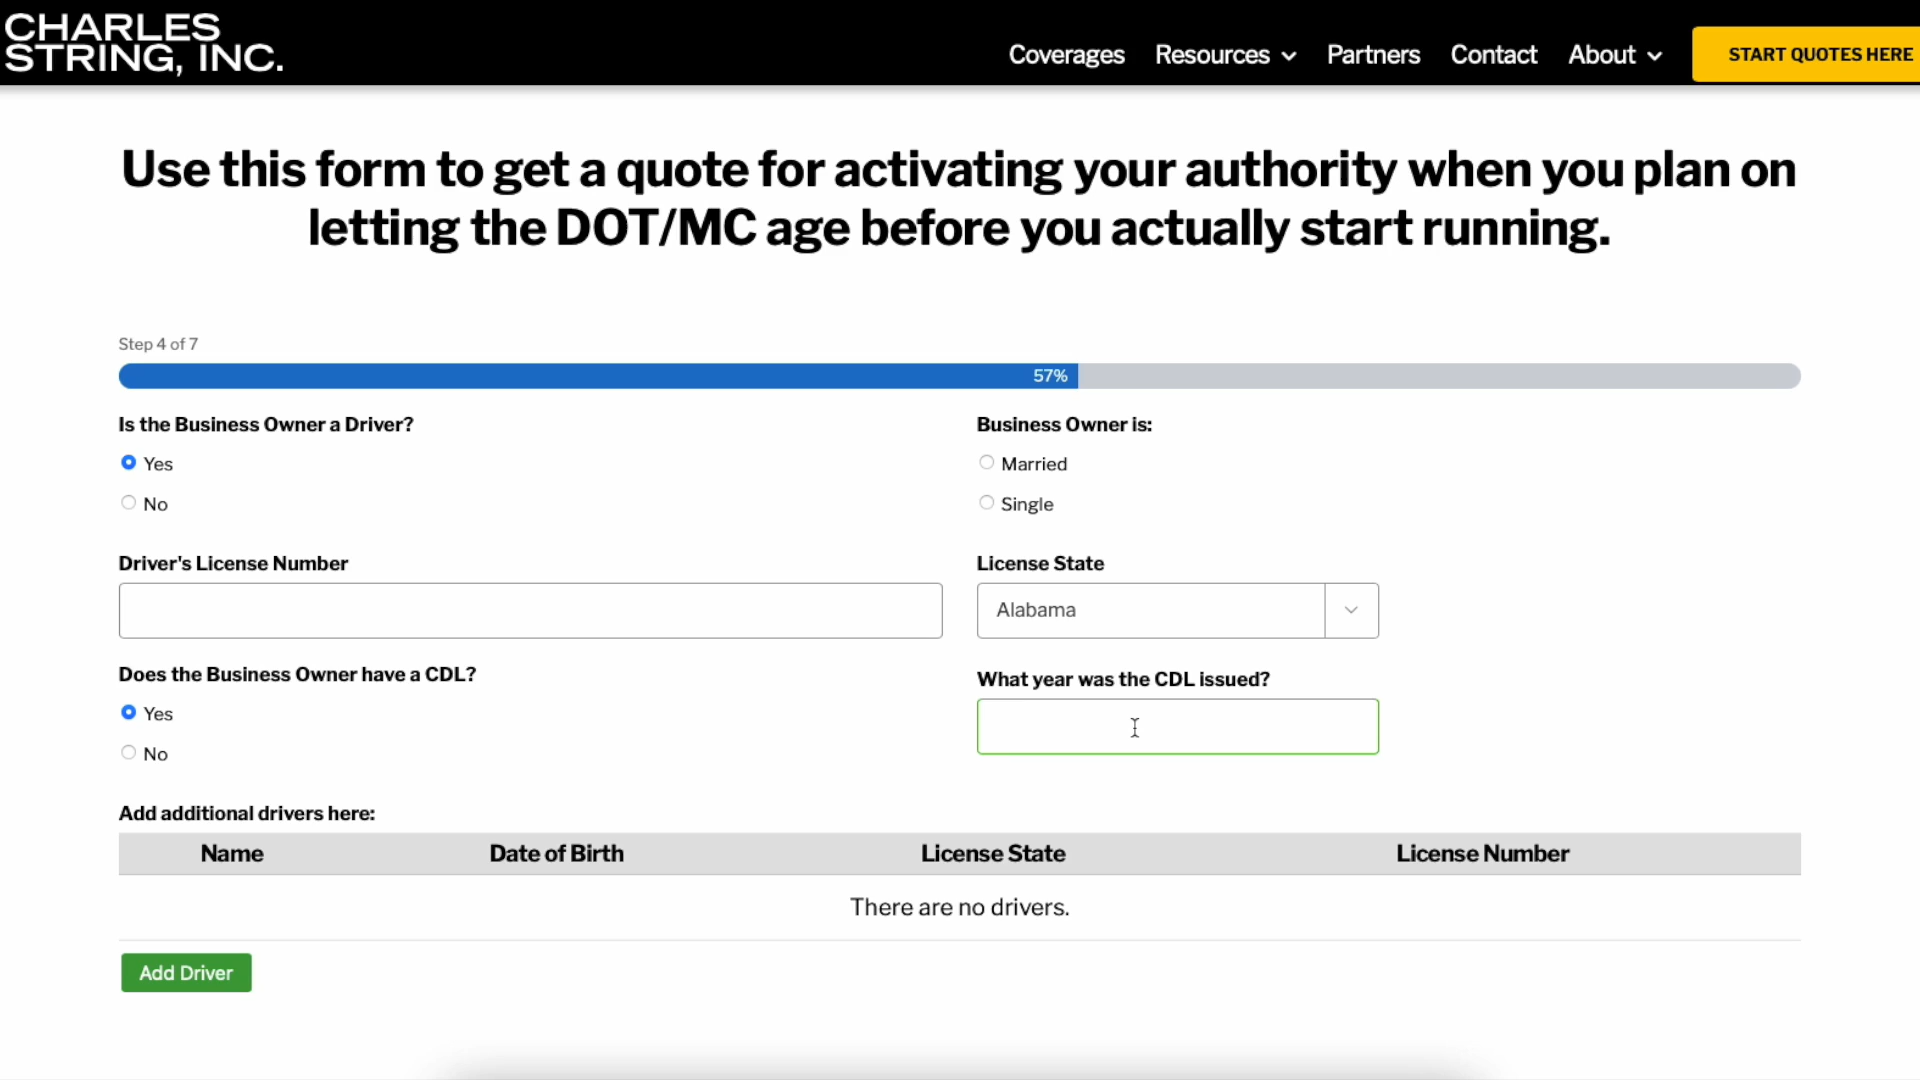 CHARLES
STRING, INC.
Coverages Resources Partners Contact About START QUOTES HERE
Use this form to get a quote for activating your authority when you plan on
letting the DOT/MC age before you actually start running.
Step 4 of 7
57%
Is the Business Owner a Driver?
Yes
No
Business Owner is:
Married
Single
Driver's License Number
License State
Alabama
Does the Business Owner have a CDL?
Yes
No
What year was the CDL issued?
Add additional drivers here:
Name Date of Birth License State License Number
There are no drivers.
Add Driver